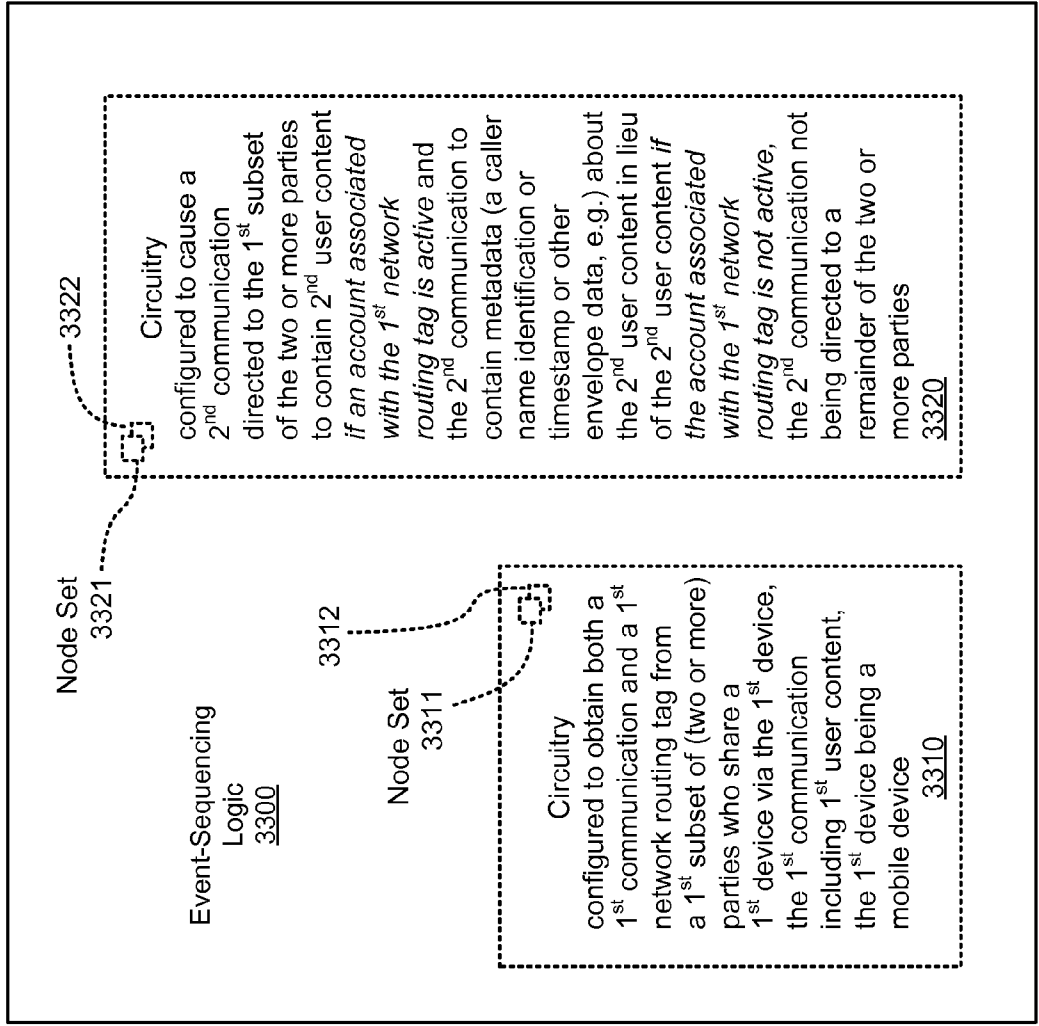 Event-Sequencing
Logic
3300
Node Set
3311
3312
Circuitry
configured to obtain both a
1st communication and a 1st
network routing tag from
a 1st subset of (two or more)
parties who share a
1st device via the 1st device,
the 1st communication
including 1st user content,
the 1st device being a
mobile device
3310
Node Set
3321
3322
Circuitry
configured to cause a
2nd communication
directed to the 1st subset
of the two or more parties
to contain 2nd user content
if an account associated
with the 1st network
routing tag is active and
the 2nd communication to
contain metadata (a caller
name identification or
timestamp or other
envelope data, e.g.) about
the 2nd user content in lieu
of the 2nd user content if
the account associated
with the 1st network
routing tag is not active,
the 2nd communication not
being directed to a
remainder of the two or
more parties
3320